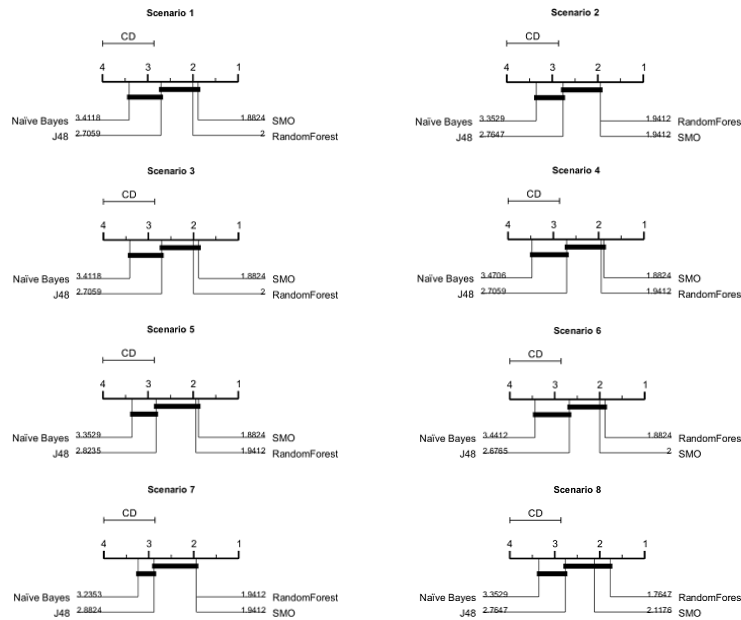 Scenario 1
CD
4 3 2 1
Naïve Bayes 3.4118 1.8824 SMO
J48 2.7059 2 RandomForest
Scenario 2
CD
4 3 2 1
Naïve Bayes 3.3529 1.9412 RandomFores
J48 2.7647 1.9412 SMO
Scenario 3
CD
4 3 2 1
Naïve Bayes 3.4118 1.8824 SMO
J48 2.7059 2 RandomForest
Scenario 4
CD
4 3 2 1
Naïve Bayes 3.4706 1.8824 SMO
J48 2.7059 1.9412 RandomFores
Scenario 5
CD
4 3 2 1
Naïve Bayes 3.3529 1.8824 SMO
J48 2.8235 1.9412 RandomForest
Scenario 6
CD
4 3 2 1
Naïve Bayes 3.4412 1.8824 RandomFores
J48 2.6765 2 SMO
Scenario 7
CD
4 3 2 1
Naïve Bayes 3.2353 1.9412 RandomForest
J48 2.8824 1.9412 SMO
Scenario 8
CD
4 3 2 1
Naïve Bayes 3.3529 1.7647 RandomFores
J48 2.7647 2.1176 SMO